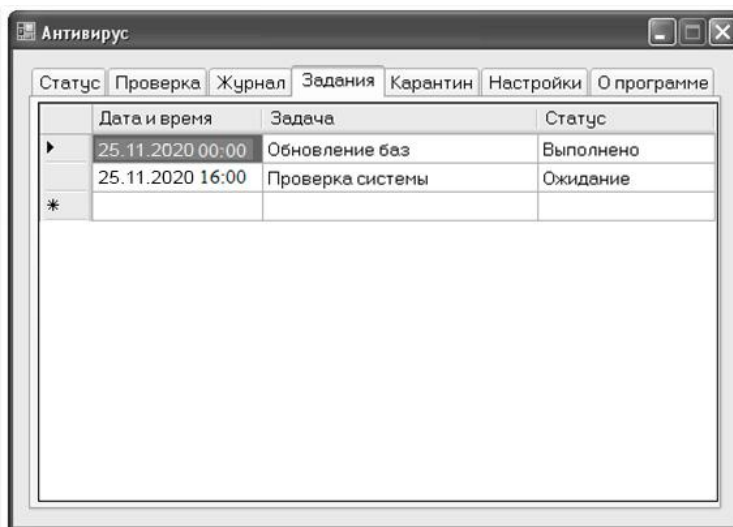 Антивирус
Статус Проверка Журнал Задания Карантин Настройки О программе
Дата и время Задача Статус
25.11.2020 00:00 Обновление баз Выполнено
25.11.2020 16:00 Проверка системы Ожидание